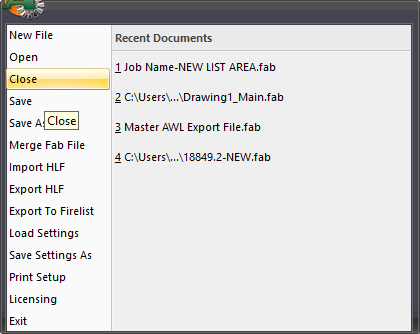 New File
Open
Close
Save
Save As
Close
Merge Fab File
Import HLF
Export HLF
Export To Firelist
Load Settings
Save Settings As
Print Setup
Licensing
Exit
Recent Documents
1 Job Name-NEW LIST AREA.fab
2 C:\Users\...\Drawing1_Main.fab
3 Master AWL Export File.fab
4 C:\Users\...\18849.2-NEW.fab